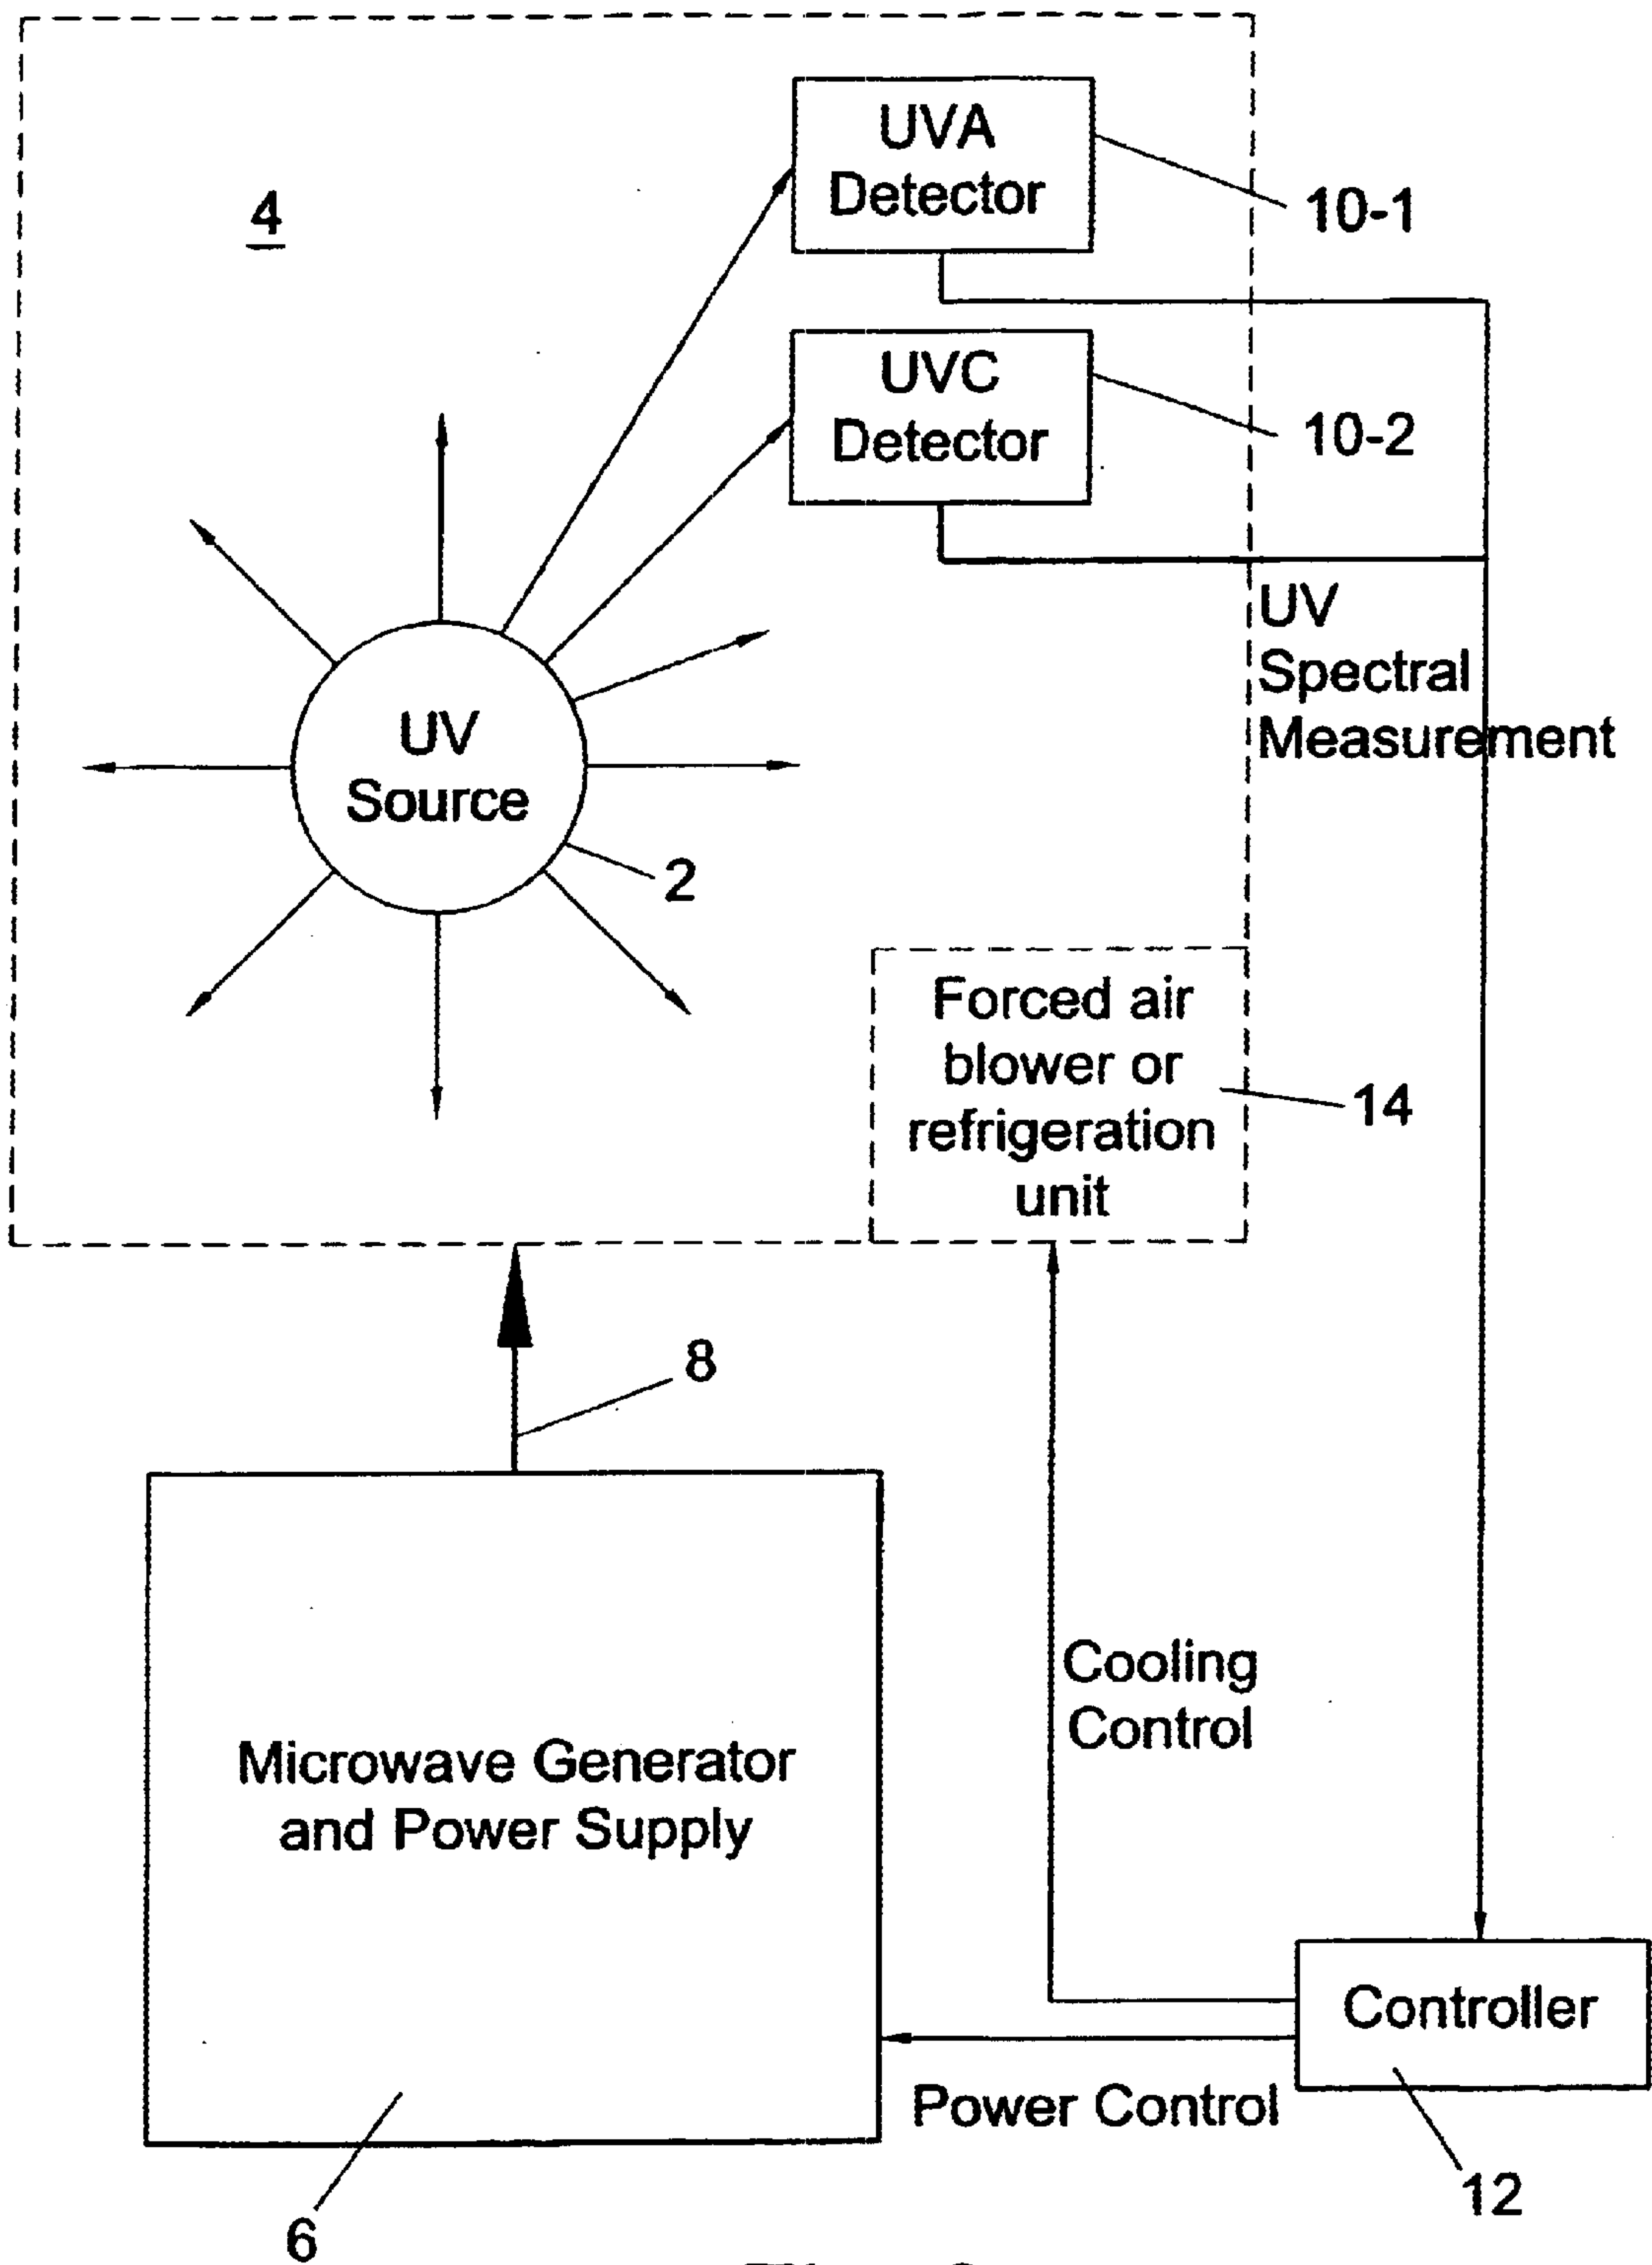 UVA
Detector
4
10-1
UVC
Detector
10-2
UV
Spectral
Measurement
UV
Source
2
Forced air
blower or
refrigeration
unit
14
8
Cooling
Control
Microwave Generator
and Power Supply
Controller
Power Control
12
6